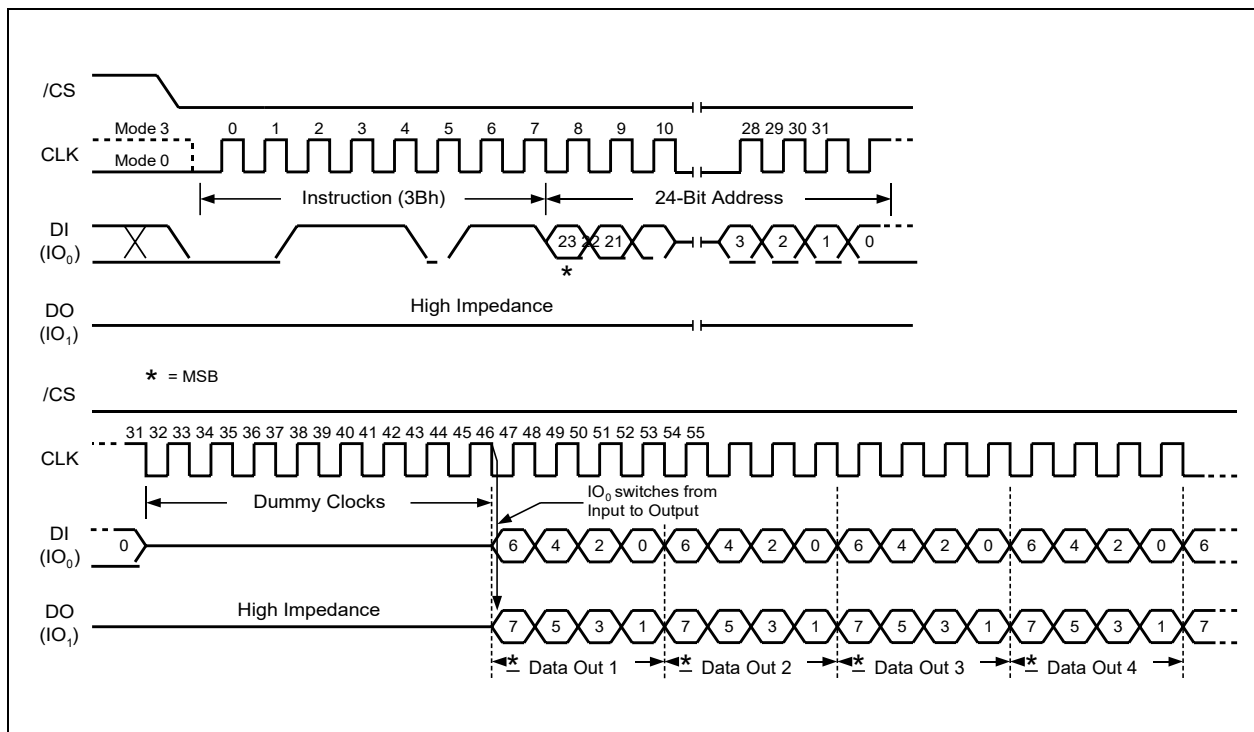 /CS
Mode 3 0 1 2 3 4 5 6 7 8 9 10 28 29 30 31
CLK
Mode 0
Instruction (3Bh) 24-Bit Address
DI
(IO0)
23 22 21 3 2 1 0
*
High Impedance
DO
(IO1)
* = MSB
/CS
31 32 33 34 35 36 37 38 39 40 41 42 43 44 45 46 47 48 49 50 51 52 53 54 55
CLK
Dummy Clocks
IO0 switches from
Input to Output
DI
(IO0)
0 6 4 2 0 6 4 2 0 6 4 2 0 6 4 2 0 6
High Impedance
DO
(IO1)
7 5 3 1 7 5 3 1 7 5 3 1 7 5 3 1 7
* Data Out 1 * Data Out 2 * Data Out 3 * Data Out 4